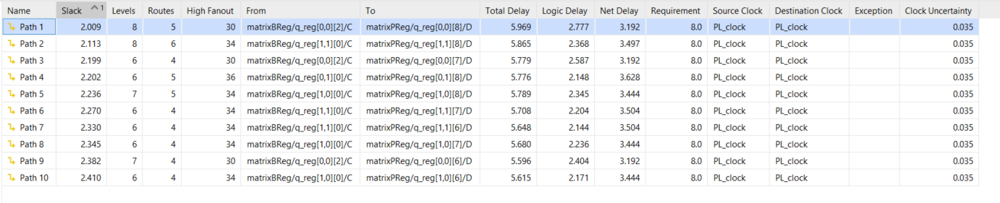 Name Slack 1 Levels Routes High Fanout From To Total Delay Logic Delay Net Delay Requirement Source Clock Destination Clock Exception Clock Uncertainty
Path 1 2.009 8 5 30 matrixBReg/q_reg[0,0][2]/C matrixPReg/q_reg[0,0][8]/D 5.969 2.777 3.192 8.0 PL_clock PL_clock 0.035
Path 2 2.113 8 6 34 matrixBReg/q_reg[1,1][0]/C matrixPReg/q_reg[1,1][8]/D 5.865 2.368 3.497 8.0 PL_clock PL_clock 0.035
Path 3 2.199 6 4 30 matrixBReg/q_reg[0,0][2]/C matrixPReg/q_reg[0,0][7]/D 5.779 2.587 3.192 8.0 PL_clock PL_clock 0.035
Path 4 2.202 6 5 36 matrixBReg/q_reg[0,1][0]/C matrixPReg/q_reg[0,1][8]/D 5.776 2.148 3.628 8.0 PL_clock PL_clock 0.035
Path 5 2.236 7 5 34 matrixBReg/q_reg[1,0][0]/C matrixPReg/q_reg[1,0][8]/D 5.789 2.345 3.444 8.0 PL_clock PL_clock 0.035
Path 6 2.270 6 4 34 matrixBReg/q_reg[1,1][0]/C matrixPReg/q_reg[1,1][7]/D 5.708 2.204 3.504 8.0 PL_clock PL_clock 0.035
Path 7 2.330 6 4 34 matrixBReg/q_reg[1,1][0]/C matrixPReg/q_reg[1,1][6]/D 5.648 2.144 3.504 8.0 PL_clock PL_clock 0.035
Path 8 2.345 6 4 34 matrixBReg/q_reg[1,0][0]/C matrixPReg/q_reg[1,0][7]/D 5.680 2.236 3.444 8.0 PL_clock PL_clock 0.035
Path 9 2.382 7 4 30 matrixBReg/q_reg[0,0][2]/C matrixPReg/q_reg[0,0][6]/D 5.596 2.404 3.192 8.0 PL_clock PL_clock 0.035
Path 10 2.410 6 4 34 matrixBReg/q_reg[1,0][0]/C matrixPReg/q_reg[1,0][6]/D 5.615 2.171 3.444 8.0 PL_clock PL_clock 0.035